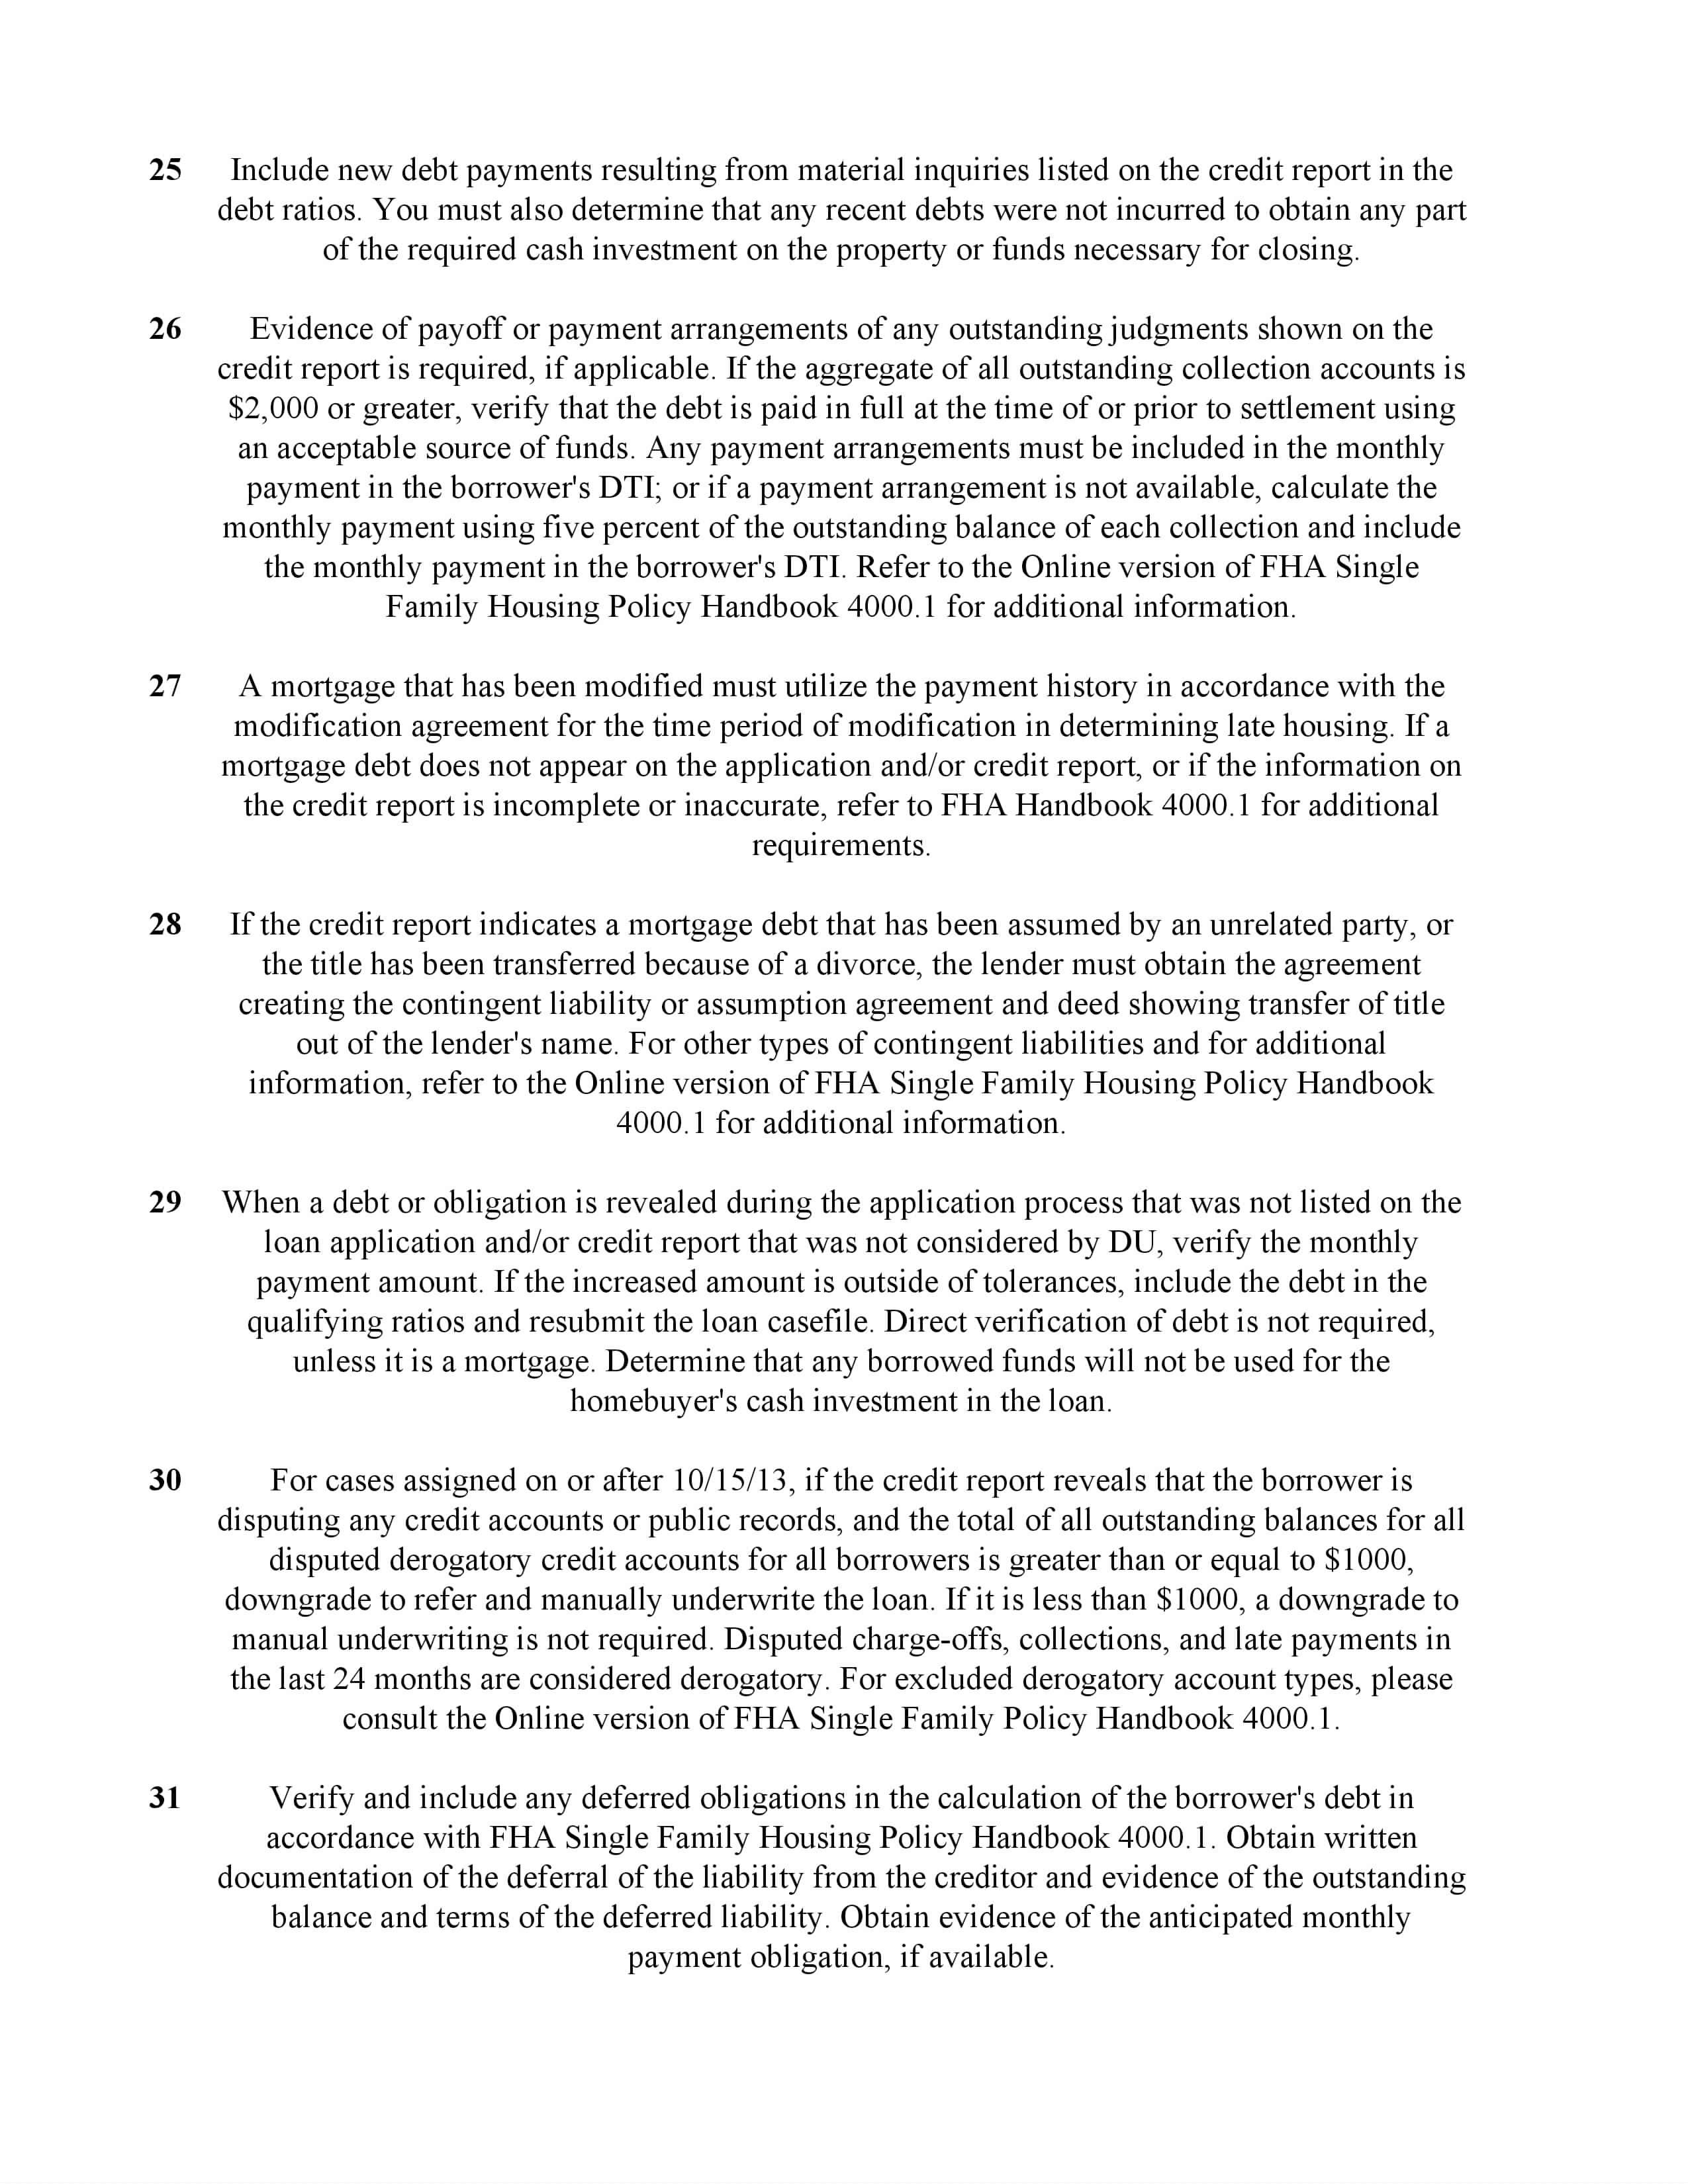 25 Include new debt payments resulting from material inquiries listed on the credit report in the
debt ratios. You must also determine that any recent debts were not incurred to obtain any part
of the required cash investment on the property or funds necessary for closing.
26 Evidence of payoff or payment arrangements of any outstanding judgments shown on the
credit report is required, if applicable. If the aggregate of all outstanding collection accounts is
$2,000 or greater, verify that the debt is paid in full at the time of or prior to settlement using
an acceptable source of funds. Any payment arrangements must be included in the monthly
payment in the borrower's DTI; or if a payment arrangement is not available, calculate the
monthly payment using five percent of the outstanding balance of each collection and include
the monthly payment in the borrower's DTI. Refer to the Online version of FHA Single
Family Housing Policy Handbook 4000.1 for additional information.
27 A mortgage that has been modified must utilize the payment history in accordance with the
modification agreement for the time period of modification in determining late housing. If a
mortgage debt does not appear on the application and/or credit report, or if the information on
the credit report is incomplete or inaccurate, refer to FHA Handbook 4000.1 for additional
requirements.
28 If the credit report indicates a mortgage debt that has been assumed by an unrelated party, or
the title has been transferred because of a divorce, the lender must obtain the agreement
creating the contingent liability or assumption agreement and deed showing transfer of title
out of the lender's name. For other types of contingent liabilities and for additional
information, refer to the Online version of FHA Single Family Housing Policy Handbook
4000.1 for additional information.
29 When a debt or obligation is revealed during the application process that was not listed on the
loan application and/or credit report that was not considered by DU, verify the monthly
payment amount. If the increased amount is outside of tolerances, include the debt in the
qualifying ratios and resubmit the loan casefile. Direct verification of debt is not required,
unless it is a mortgage. Determine that any borrowed funds will not be used for the
homebuyer's cash investment in the loan.
30 For cases assigned on or after 10/15/13, if the credit report reveals that the borrower is
disputing any credit accounts or public records, and the total of all outstanding balances for all
disputed derogatory credit accounts for all borrowers is greater than or equal to $1000,
downgrade to refer and manually underwrite the loan. If it is less than $1000, a downgrade to
manual underwriting is not required. Disputed charge-offs, collections, and late payments in
the last 24 months are considered derogatory. For excluded derogatory account types, please
consult the Online version of FHA Single Family Policy Handbook 4000.1.
31 Verify and include any deferred obligations in the calculation of the borrower's debt in
accordance with FHA Single Family Housing Policy Handbook 4000.1. Obtain written
documentation of the deferral of the liability from the creditor and evidence of the outstanding
balance and terms of the deferred liability. Obtain evidence of the anticipated monthly
payment obligation, if available.